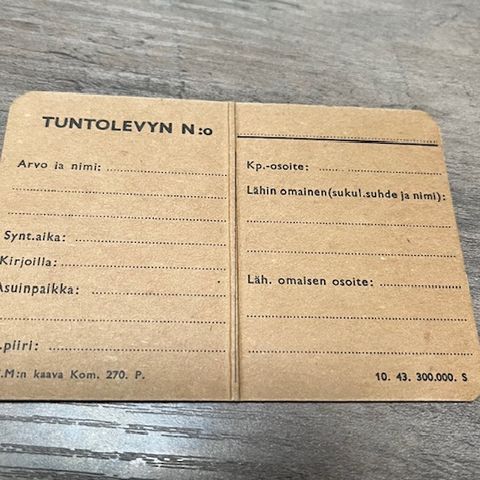 TUNTOLEVYN N:o
Arvo ja nimi:
Synt.aika:
Kirjoilla:
Asuinpaikka:
.piiri:
.M:n kaava Kom. 270. P.
Kp.-osoite:
Lähin omainen(sukul.suhde ja nimi):
Läh. omaisen osoite:
10. 43. 300.000. S